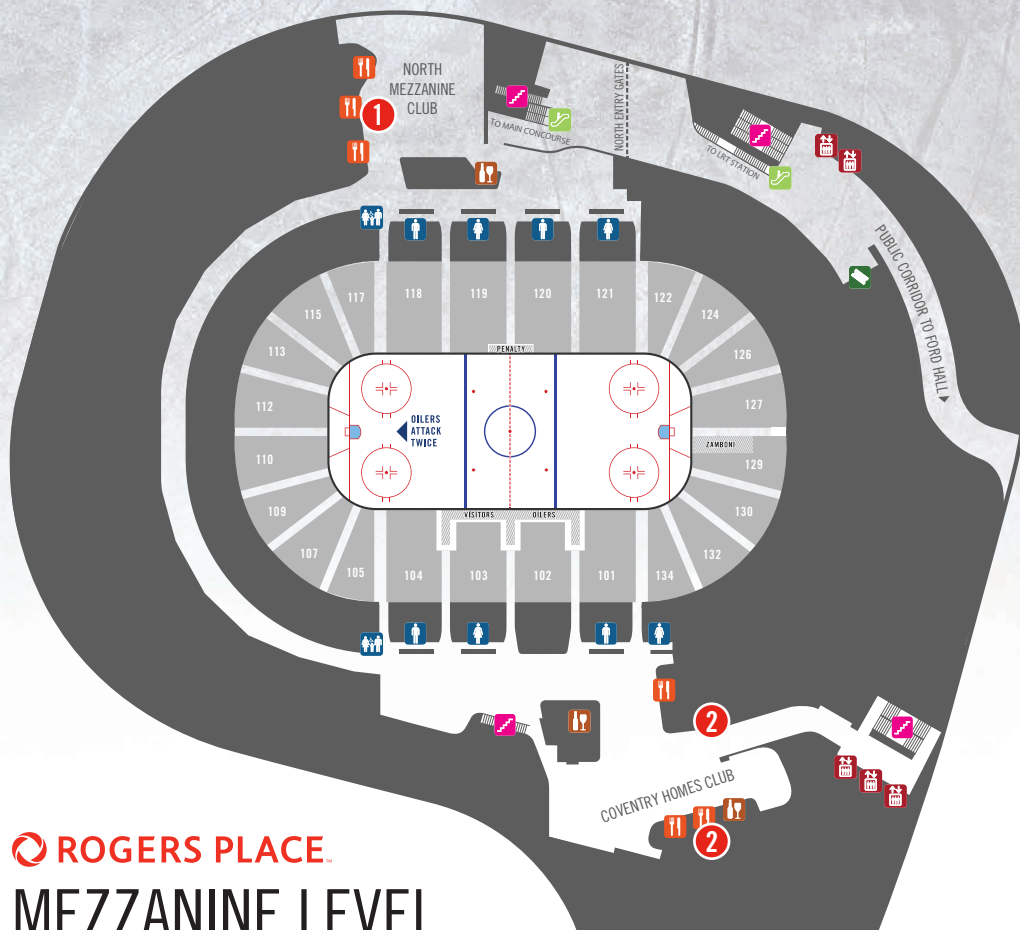 NORTH
MEZZANINE
CLUB
1
TO MAIN CONCOURSE
NORTH ENTRY GATES
TO LRT STATION
PUBLIC CORRIDOR TO FORD HALL
117
118
119
120
121
122
115
124
113
126
112
127
110
129
109
130
107
132
105
104
103
102
101
134
PENALTY
OILERS
ATTACK
TWICE
ZAMBONI
VISITORS
OILERS
2
COVENTRY HOMES CLUB
2
ROGERS PLACE
MEZZANINE LEVEL